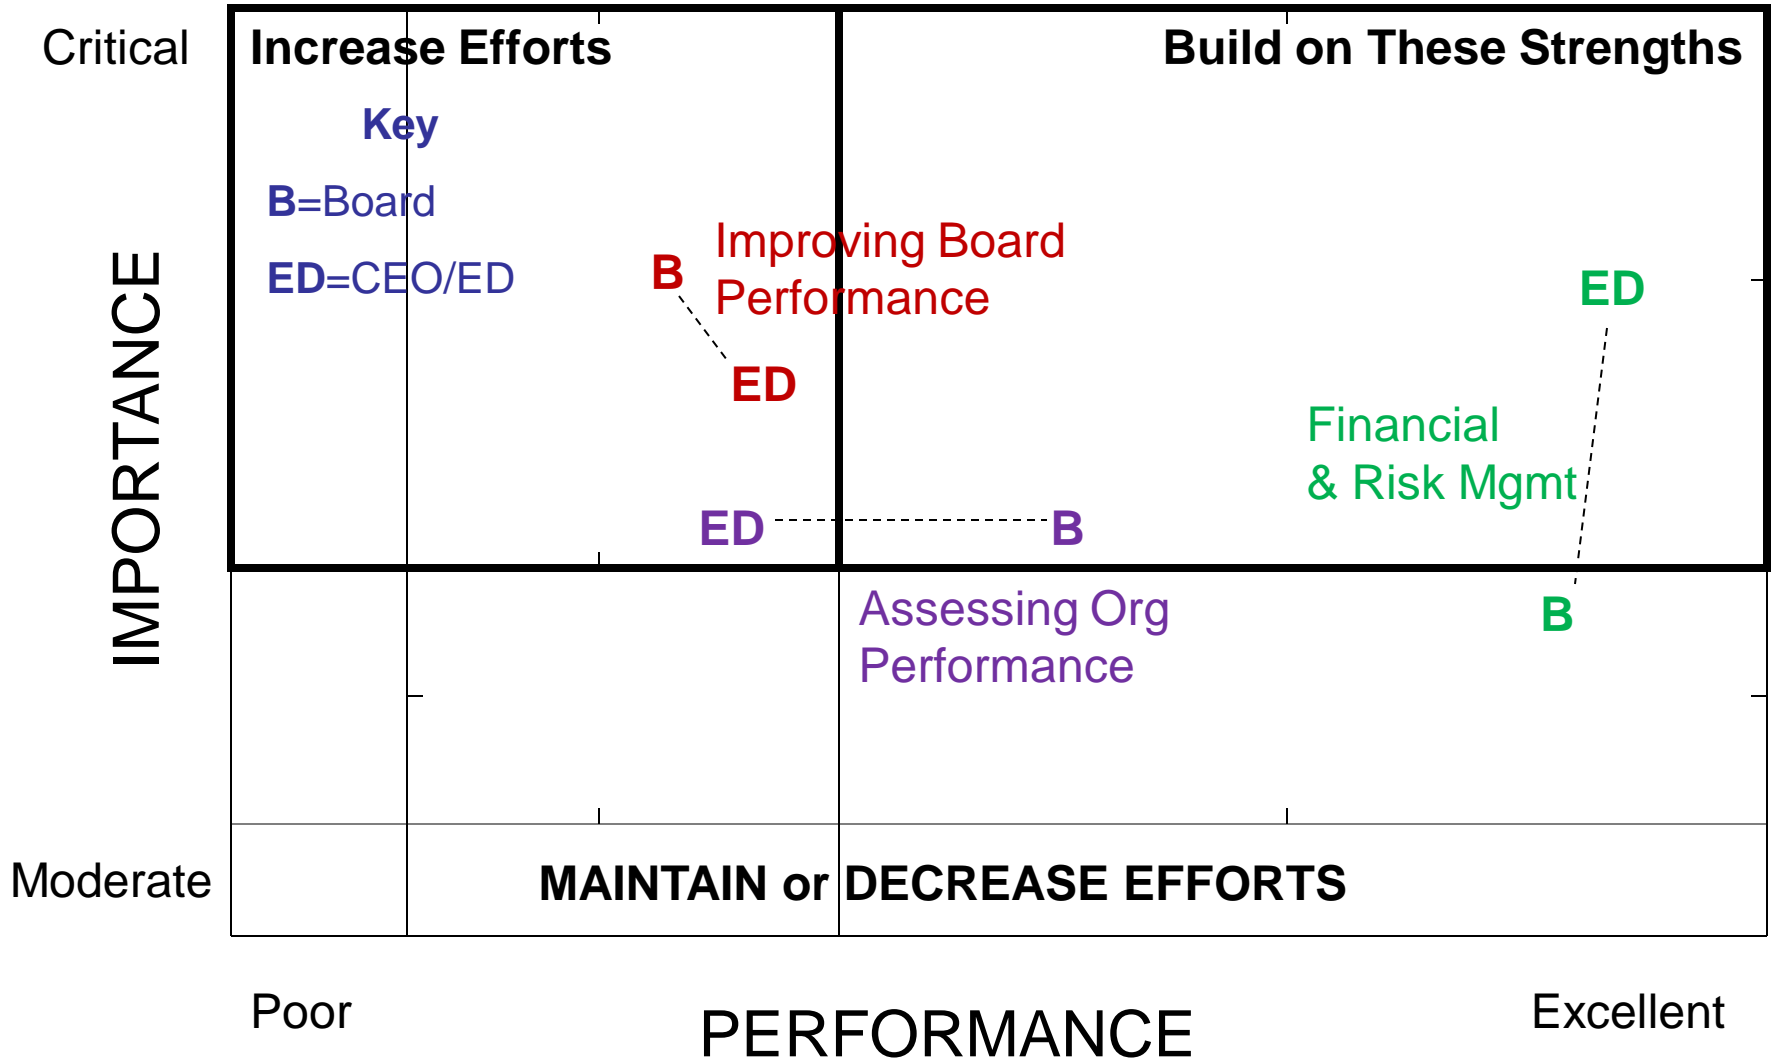 Critical
Increase Efforts
Build on These Strengths
Key
B=Board
ED=CEO/ED
IMPORTANCE
Improving Board
Performance
B
ED
ED
Financial
& Risk Mgmt
ED
B
B
Assessing Org
Performance
Moderate
MAINTAIN or DECREASE EFFORTS
Poor
PERFORMANCE
Excellent